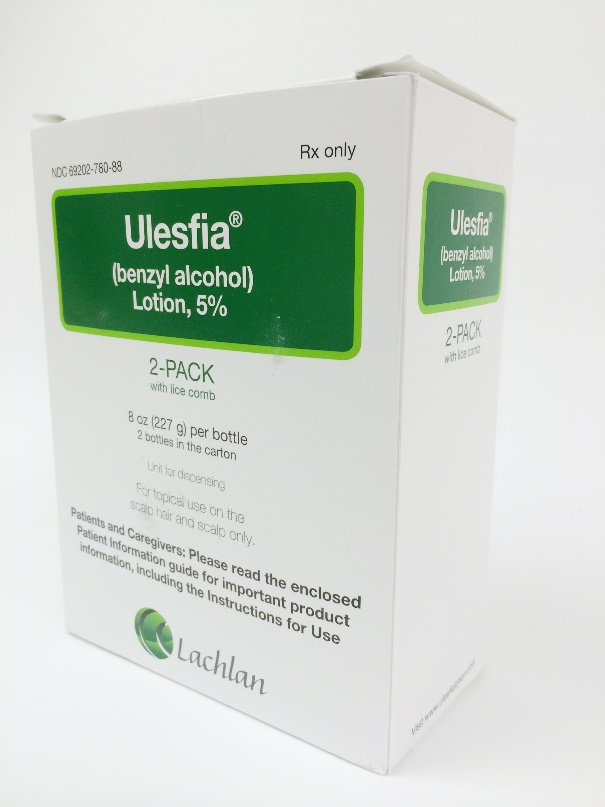 NDC 69202-780-88
Rx only
Ulesfia®
(benzyl alcohol)
Lotion, 5%
2-PACK
with lice comb
8 oz (227 g) per bottle
2 bottles in the carton
Unit for dispensing
For topical use on the
scalp hair and scalp only.
Patients and Caregivers: Please read the enclosed
Patient Information guide for important product
information, including the Instructions for Use
Lachlan
Ulesfia®
(benzyl alcohol)
Lotion, 5%
2-PACK
with lice comb
Visit